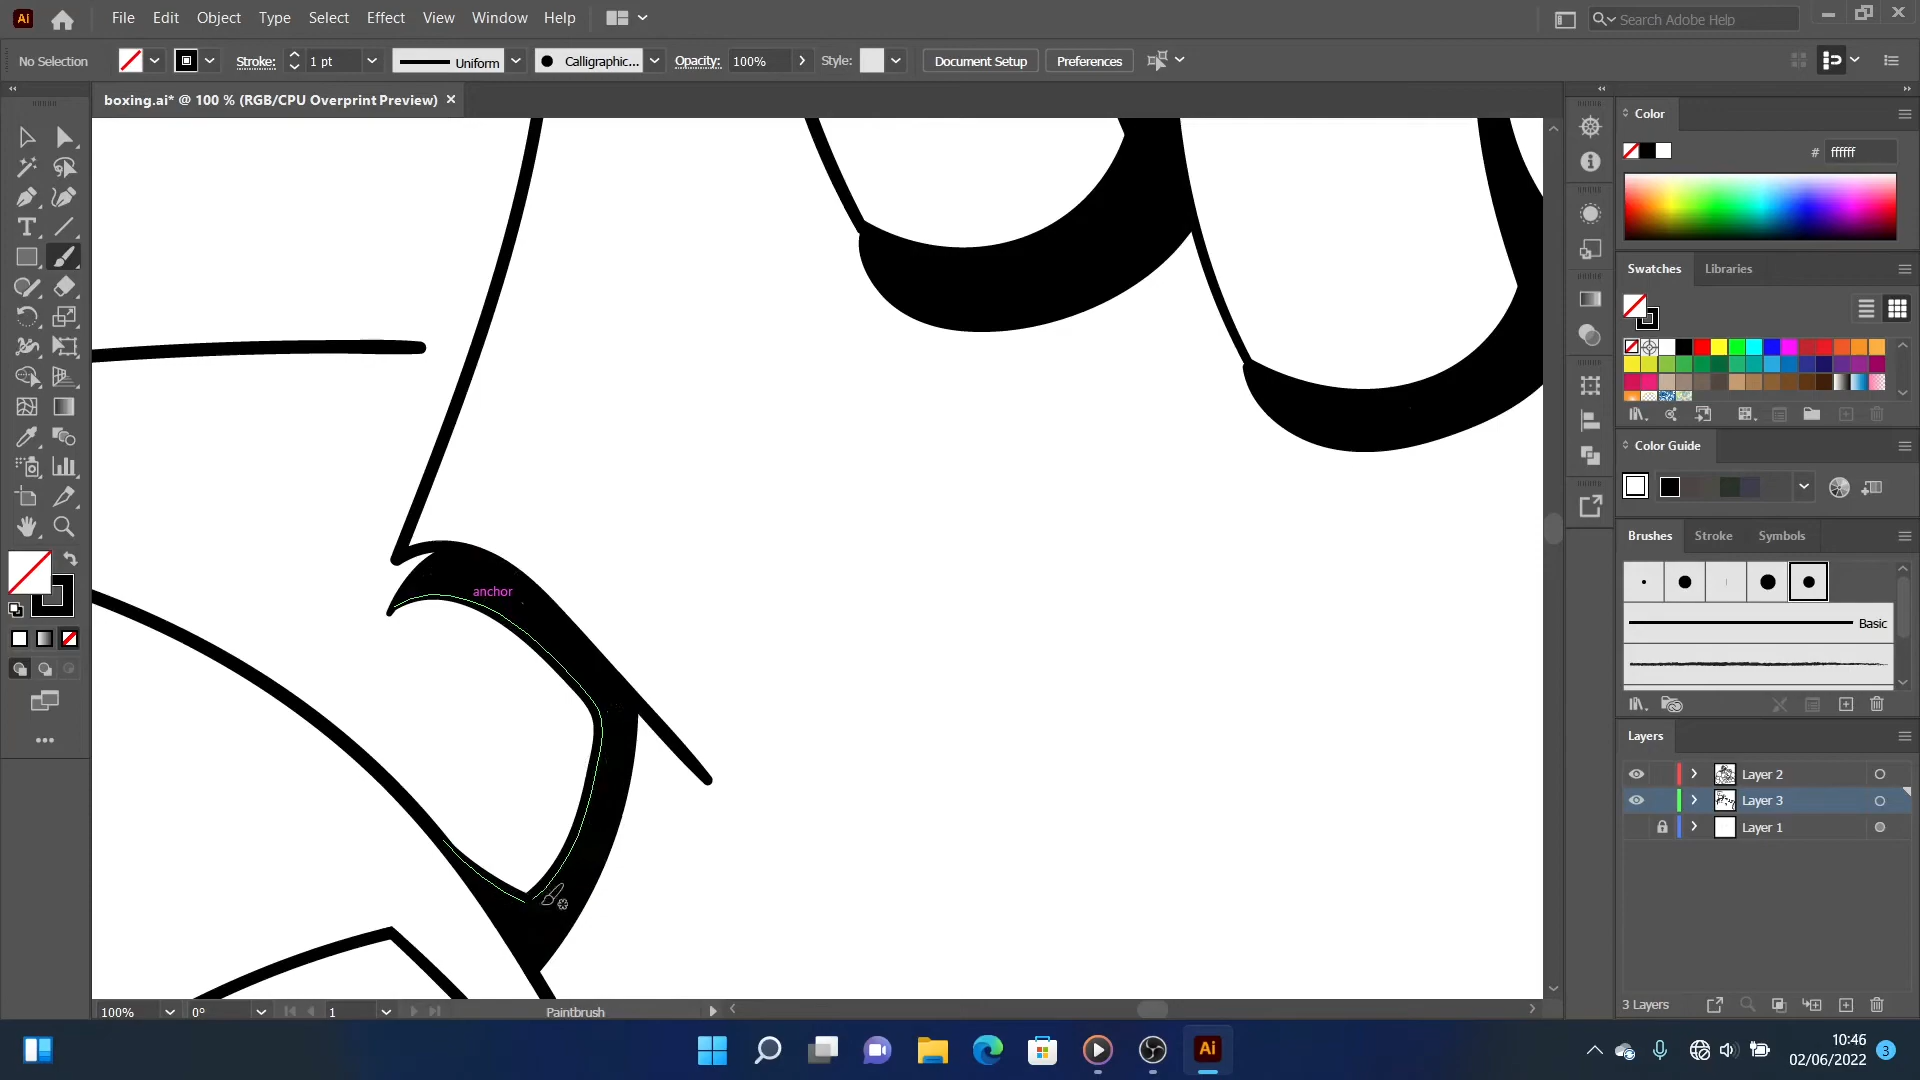 Ai File Edit Object Type Select Effect View Window Help Search Adobe Help
No Selection Stroke: 1 pt Uniform Calligraphic... Opacity: 100% Style: Document Setup Preferences
boxing.ai* @ 100 % (RGB/CPU Overprint Preview)
Color
# ffffff
Swatches Libraries
Color Guide
Brushes Stroke Symbols
anchor
Basic
Layers
Layer 2
Layer 3
Layer 1
3 Layers
100% 0° 1 Paintbrush
Ai
10:46
02/06/2022
3